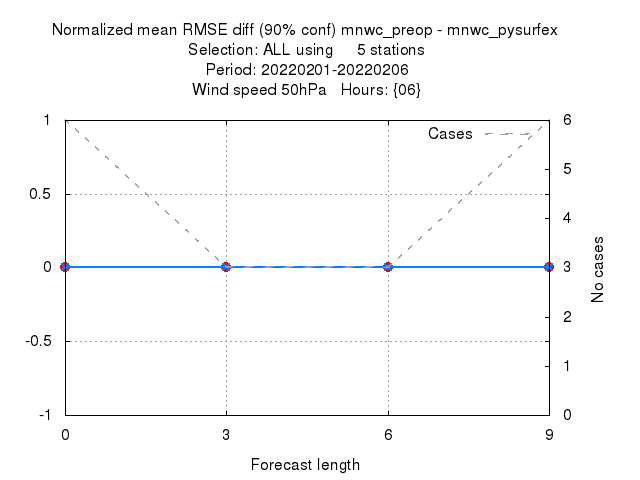 Normalized mean RMSE diff (90% conf) mnwc_preop - mnwc_pysurfex
Selection: ALL using 5 stations
Period: 20220201-20220206
Wind speed 50hPa Hours: {06}
Cases
1
0.5
0
-0.5
-1
6
5
4
3
2
1
0
No cases
0 3 6 9
Forecast length